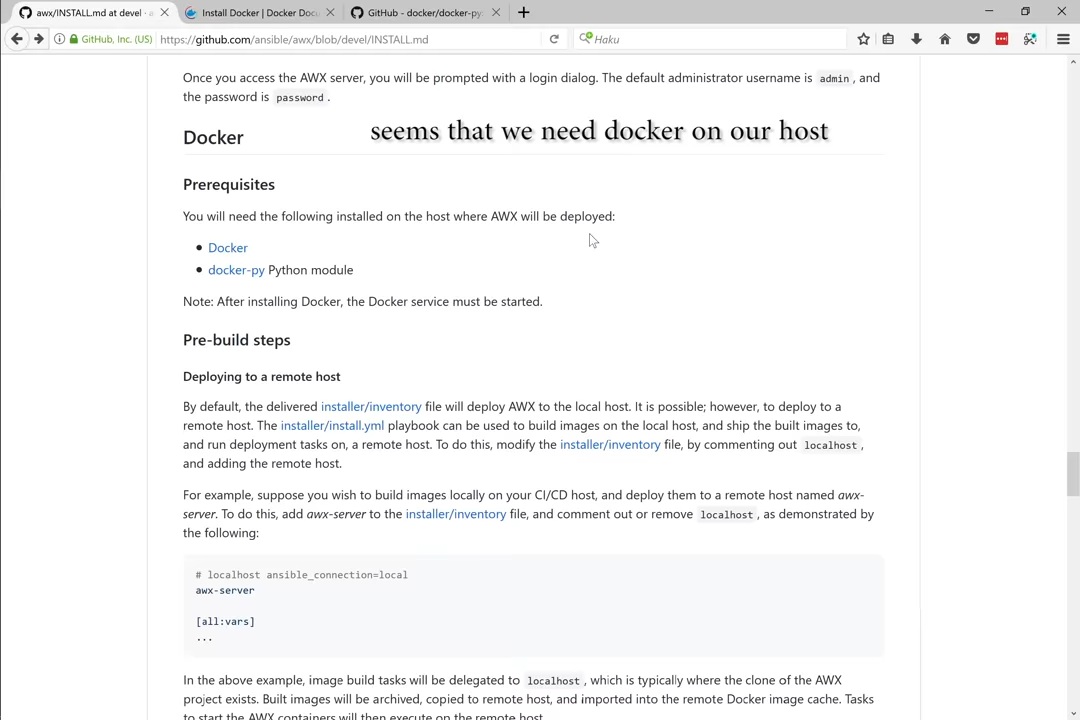 awx/INSTALL.md at devel · a
Install Docker | Docker Docu
GitHub - docker/docker-py:
GitHub, Inc. (US)
https://github.com/ansible/awx/blob/devel/INSTALL.md
Haku
Once you access the AWX server, you will be prompted with a login dialog. The default administrator username is admin, and
the password is password.
Docker
seems that we need docker on our host
Prerequisites
You will need the following installed on the host where AWX will be deployed:
• Docker
• docker-py Python module
Note: After installing Docker, the Docker service must be started.
Pre-build steps
Deploying to a remote host
By default, the delivered installer/inventory file will deploy AWX to the local host. It is possible; however, to deploy to a
remote host. The installer/install.yml playbook can be used to build images on the local host, and ship the built images to,
and run deployment tasks on, a remote host. To do this, modify the installer/inventory file, by commenting out localhost,
and adding the remote host.
For example, suppose you wish to build images locally on your CI/CD host, and deploy them to a remote host named awx-
server. To do this, add awx-server to the installer/inventory file, and comment out or remove localhost, as demonstrated by
the following:
# localhost ansible_connection=local
awx-server
[all:vars]
...
In the above example, image build tasks will be delegated to localhost, which is typically where the clone of the AWX
project exists. Built images will be archived, copied to remote host, and imported into the remote Docker image cache. Tasks
to start the AWX containers will then execute on the remote host.